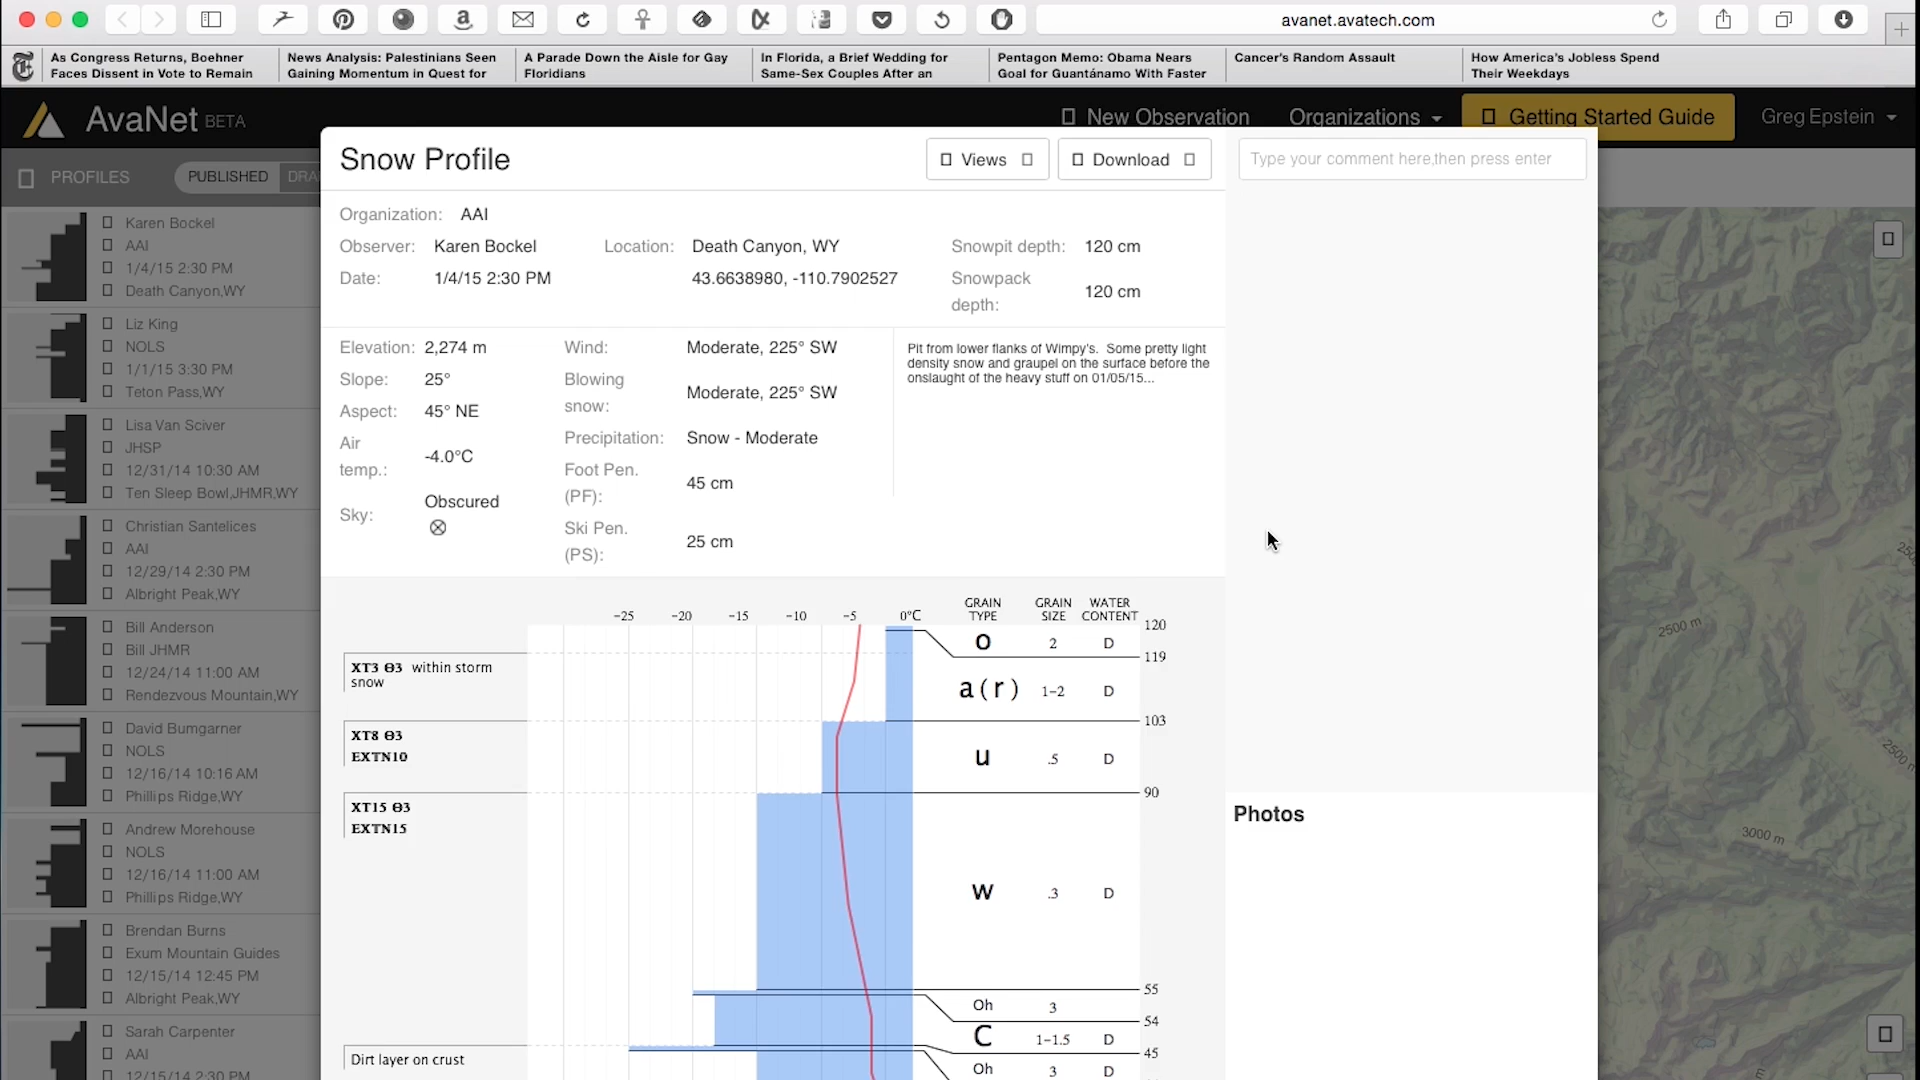 avanet.avatech.com
As Congress Returns, Boehner
Faces Dissent in Vote to Remain
News Analysis: Palestinians Seen
Gaining Momentum in Quest for
A Parade Down the Aisle for Gay
Floridians
In Florida, a Brief Wedding for
Same-Sex Couples After an
Pentagon Memo: Obama Nears
Goal for Guantánamo With Faster
Cancer's Random Assault
How America's Jobless Spend
Their Weekdays
AvaNet BETA
New Observation
Organizations
Getting Started Guide
Greg Epstein
PROFILES
PUBLISHED
DRA
Karen Bockel
AAI
1/4/15 2:30 PM
Death Canyon,WY
Liz King
NOLS
1/1/15 3:30 PM
Teton Pass,WY
Lisa Van Sciver
JHSP
12/31/14 10:30 AM
Ten Sleep Bowl,JHMR,WY
Christian Santelices
AAI
12/29/14 2:30 PM
Albright Peak,WY
Bill Anderson
Bill JHMR
12/24/14 11:00 AM
Rendezvous Mountain,WY
David Bumgarner
NOLS
12/16/14 10:16 AM
Phillips Ridge,WY
Andrew Morehouse
NOLS
12/16/14 11:00 AM
Phillips Ridge,WY
Brendan Burns
Exum Mountain Guides
12/15/14 12:45 PM
Albright Peak,WY
Sarah Carpenter
AAI
12/15/14 2:30 PM
Snow Profile
Views
Download
Type your comment here,then press enter
Organization: AAI
Observer: Karen Bockel
Location: Death Canyon, WY
Snowpit depth: 120 cm
Date: 1/4/15 2:30 PM
43.6638980, -110.7902527
Snowpack
depth:
120 cm
Elevation: 2,274 m
Slope: 25°
Aspect: 45° NE
Air
temp.:
-4.0°C
Sky:
Obscured
Wind: Moderate, 225° SW
Blowing
snow:
Moderate, 225° SW
Precipitation: Snow - Moderate
Foot Pen.
(PF):
45 cm
Ski Pen.
(PS):
25 cm
Pit from lower flanks of Wimpy's. Some pretty light
density snow and graupel on the surface before the
onslaught of the heavy stuff on 01/05/15...
-25 -20 -15 -10 -5 0°C
GRAIN
TYPE
GRAIN
SIZE
WATER
CONTENT
120
o 2 D
119
XT3 Ѳ3 within storm
snow
a(r) 1-2 D
103
XT8 Ѳ3
EXTN10
u .5 D
90
XT15 Ѳ3
EXTN15
w .3 D
55
Oh 3
54
C 1-1.5 D
45
Dirt layer on crust
Oh 3 D
Photos
2500 m
3000 m
2500 m
250